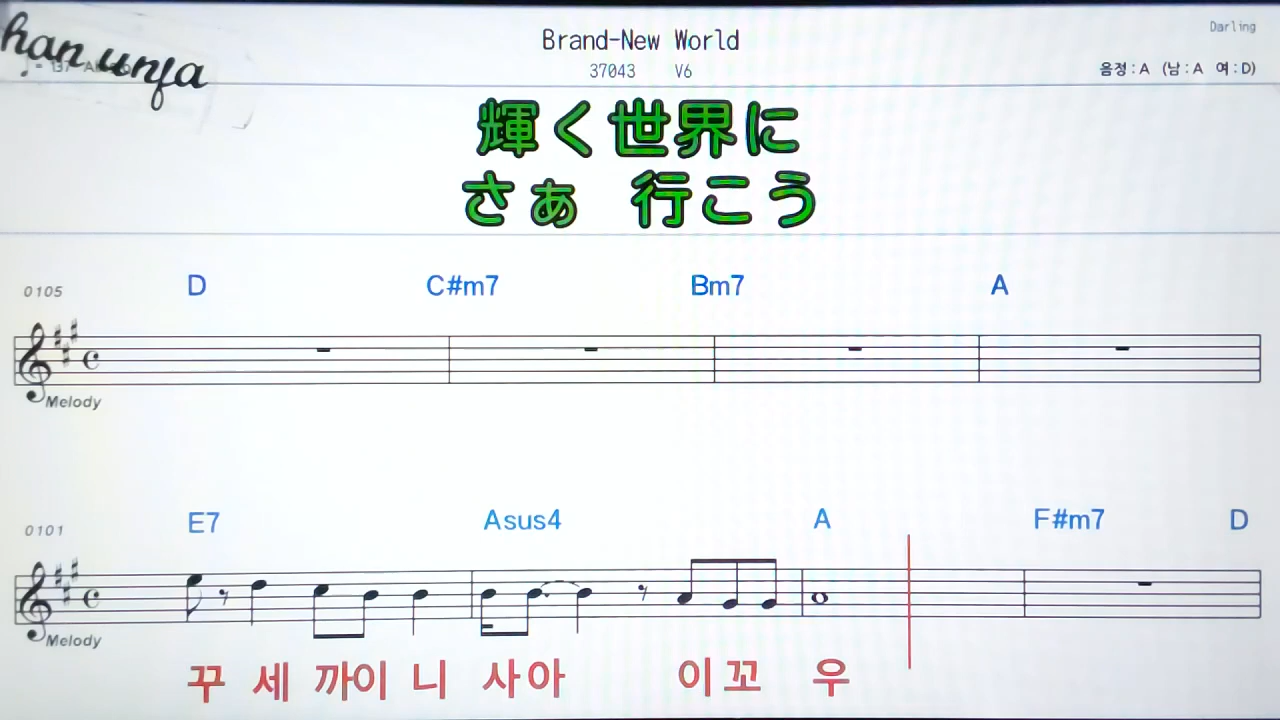 han unja
Darling
Brand-New World
37043 V6
음정:A (남:A 여:D)
輝く世界に
さぁ 行こう
D C#m7 Bm7 A
0105
Melody
E7 Asus4 A F#m7 D
0101
Melody
꾸 세 까이 니 사아 이꼬 우